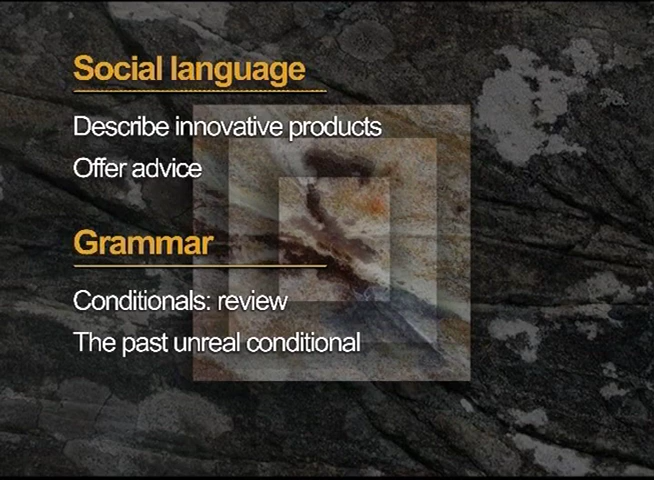 Social language
Describe innovative products
Offer advice
Grammar
Conditionals: review
The past unreal conditional